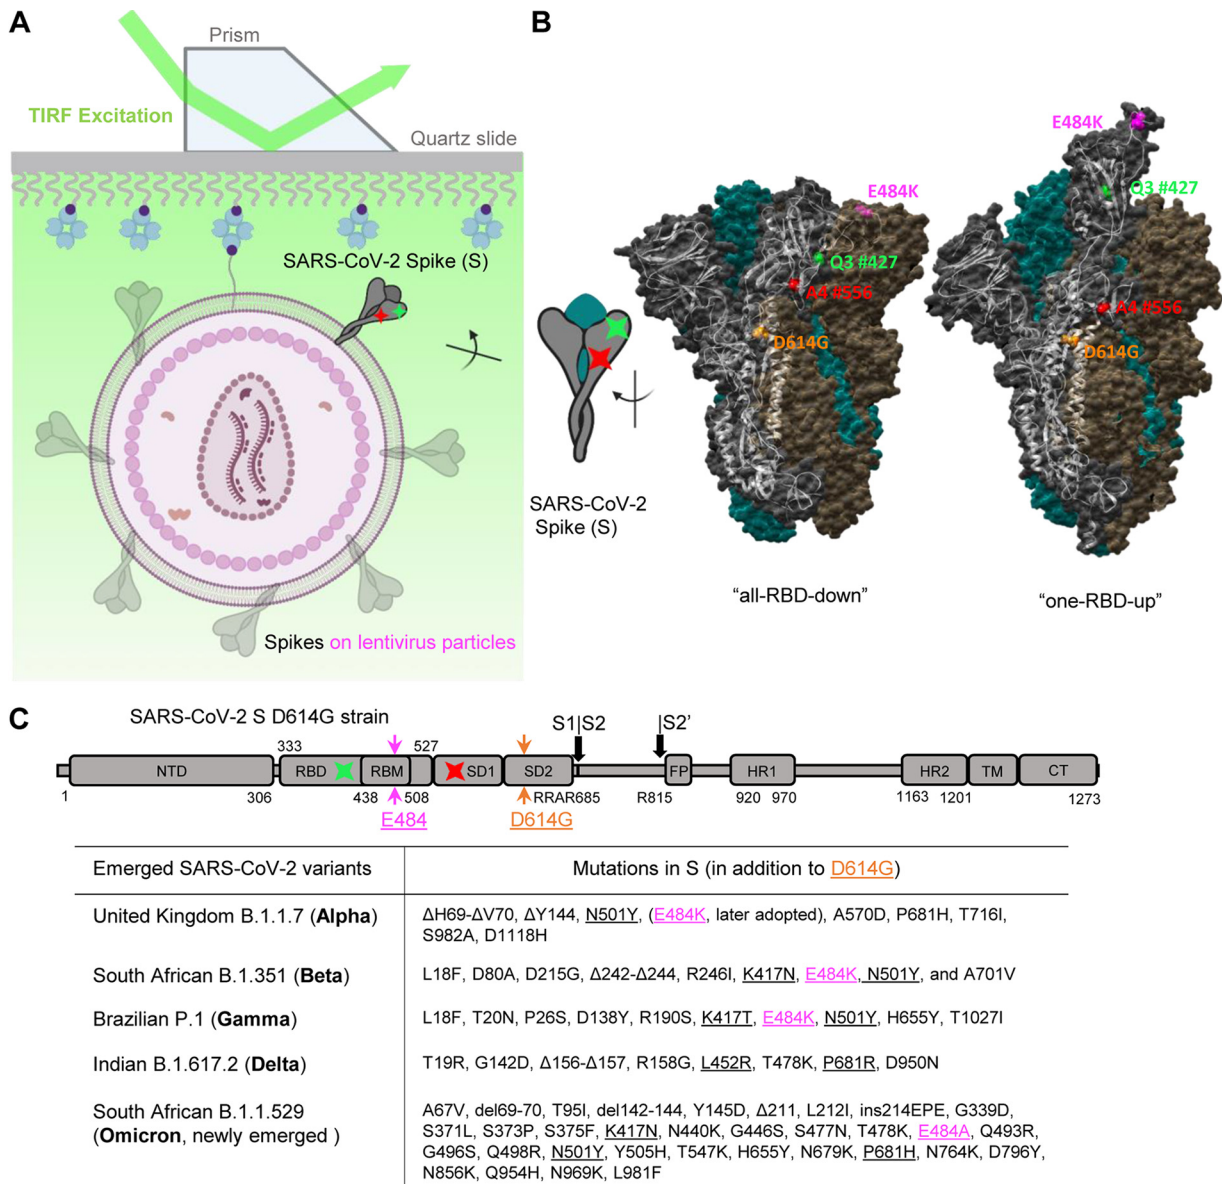 A
Prism
TIRF Excitation
Quartz slide
SARS-CoV-2 Spike (S)
Spikes on lentivirus particles
B
E484K
Q3 #427
A4 #556
D614G
E484K
Q3 #427
A4 #556
D614G
SARS-CoV-2
Spike (S)
“all-RBD-down”
“one-RBD-up”
C
SARS-CoV-2 S D614G strain
S1|S2
|S2’
333
527
NTD
RBD
RBM
SD1
SD2
FP
HR1
HR2
TM
CT
1
306
438
508
RRAR685
R815
920
970
1163
1201
1273
E484
D614G
Emerged SARS-CoV-2 variants
Mutations in S (in addition to D614G)
United Kingdom B.1.1.7 (Alpha)
ΔH69-ΔV70, ΔY144, N501Y, (E484K, later adopted), A570D, P681H, T716I,
S982A, D1118H
South African B.1.351 (Beta)
L18F, D80A, D215G, Δ242-Δ244, R246I, K417N, E484K, N501Y, and A701V
Brazilian P.1 (Gamma)
L18F, T20N, P26S, D138Y, R190S, K417T, E484K, N501Y, H655Y, T1027I
Indian B.1.617.2 (Delta)
T19R, G142D, Δ156-Δ157, R158G, L452R, T478K, P681R, D950N
South African B.1.1.529
(Omicron, newly emerged )
A67V, del69-70, T95I, del142-144, Y145D, Δ211, L212I, ins214EPE, G339D,
S371L, S373P, S375F, K417N, N440K, G446S, S477N, T478K, E484A, Q493R,
G496S, Q498R, N501Y, Y505H, T547K, H655Y, N679K, P681H, N764K, D796Y,
N856K, Q954H, N969K, L981F